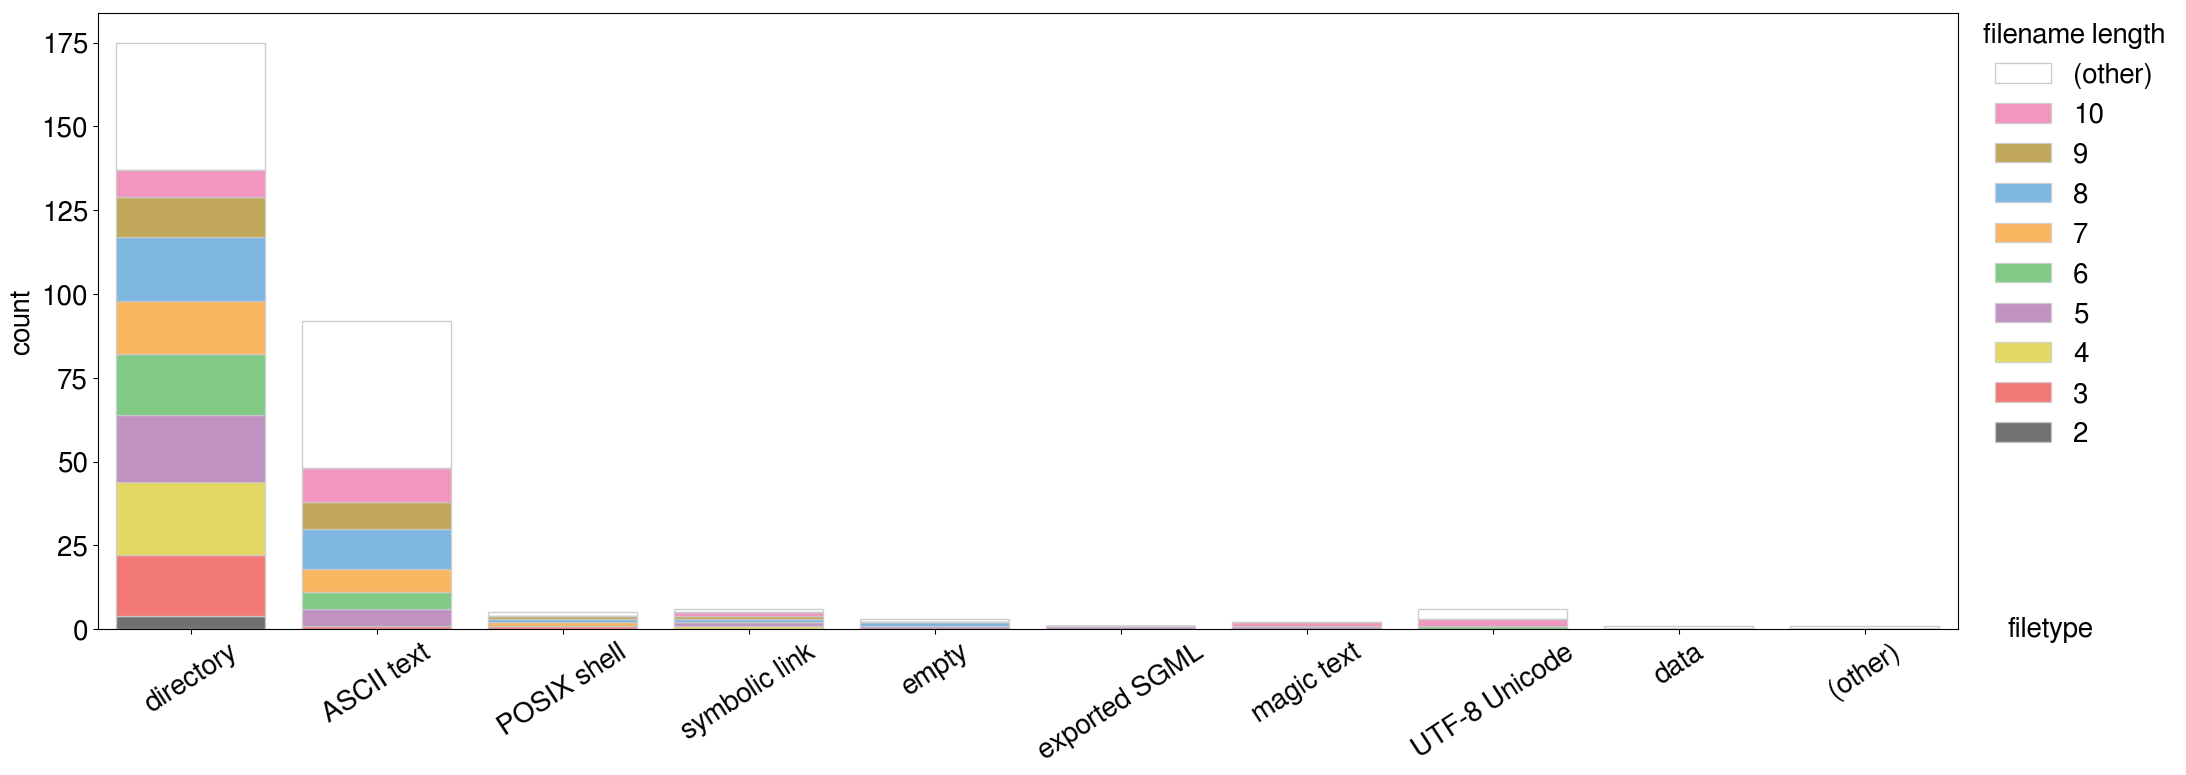 175
150
125
100
75
50
25
0
count
directory
ASCII text
POSIX shell
symbolic link
empty
exported SGML
magic text
UTF-8 Unicode
data
(other)
filetype
filename length
(other)
10
9
8
7
6
5
4
3
2